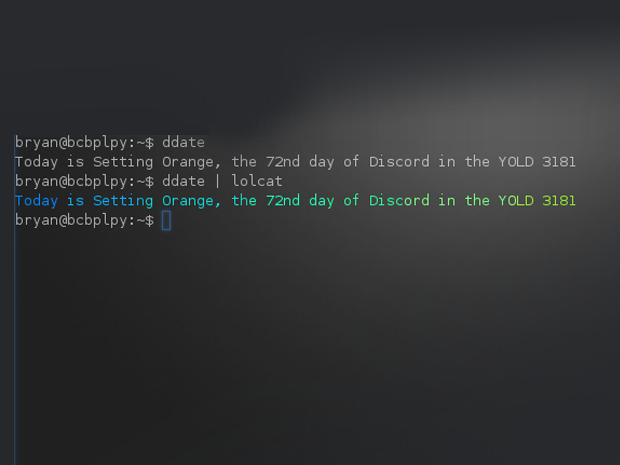 bryan@bcbplpy:~$ ddate
Today is Setting Orange, the 72nd day of Discord in the YOLD 3181
bryan@bcbplpy:~$ ddate | lolcat
Today is Setting Orange, the 72nd day of Discord in the YOLD 3181
bryan@bcbplpy:~$